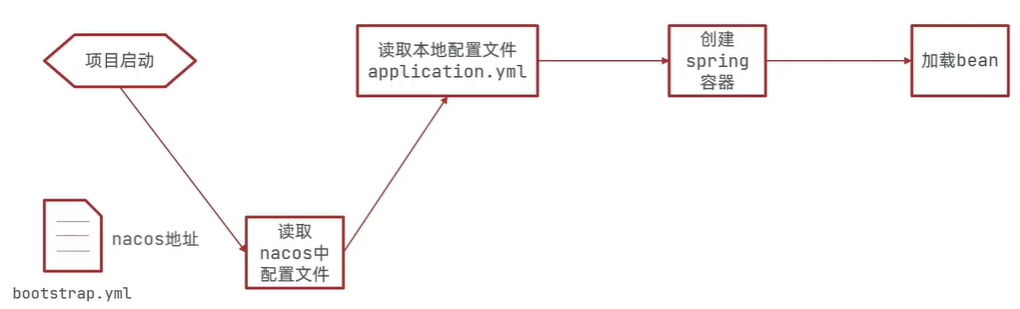 项目启动
读取本地配置文件
application.yml
创建
spring
容器
加载bean
nacos地址
bootstrap.yml
读取
nacos中
配置文件